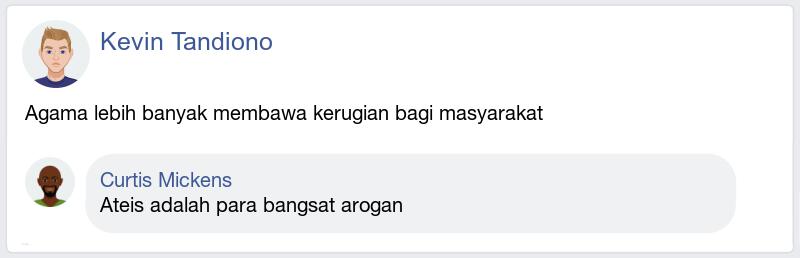 Kevin Tandiono
Agama lebih banyak membawa kerugian bagi masyarakat
Curtis Mickens
Ateis adalah para bangsat arogan